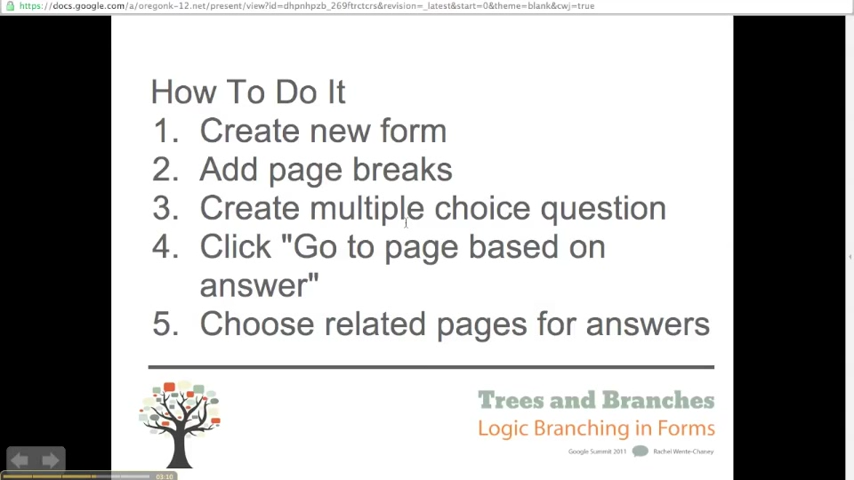 https://docs.google.com/a/oregonk-12.net/present/view?id=dhpnhpzb_269ftrctcrs&revision=_latest&start=0&theme=blank&cwj=true
How To Do It
1. Create new form
2. Add page breaks
3. Create multiple choice question
4. Click "Go to page based on
answer"
5. Choose related pages for answers
Trees and Branches
Logic Branching in Forms
Google Summit 2011 Rachel Wente-Chaney
03:10